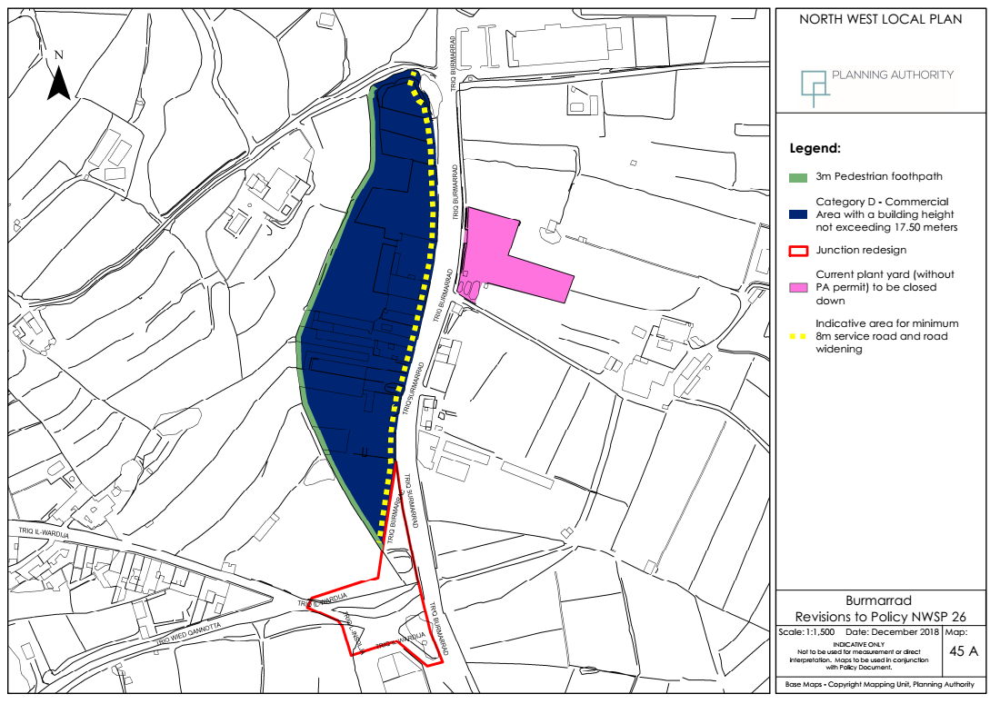 NORTH WEST LOCAL PLAN
PLANNING AUTHORITY
Legend:
3m Pedestrian footpath
Category D - Commercial
Area with a building height
not exceeding 17.50 meters
Junction redesign
Current plant yard (without
PA permit) to be closed
down
Indicative area for minimum
8m service road and road
widening
Burmarrad
Revisions to Policy NWSP 26
Scale: 1:1,500 Date: December 2018 Map:
INDICATIVE ONLY
Not to be used for measurement or direct
interpretation. Maps to be used in conjunction
with Policy Document.
45 A
Base Maps - Copyright Mapping Unit, Planning Authority
N
TRIQ BURMARRAD
TRIQ BURMARRAD
TRIQ BURMARRAD
TRIQ BURMARRAD
TRIQ BURMARRAD
TRIQ BURMARRAD
TRIQ BURMARRAD
TRIQ IL-WARDIJA
TRIQ IL-WARDIJA
TRIQ IL-WARDIJA
TRIQ WIED QANNOTTA